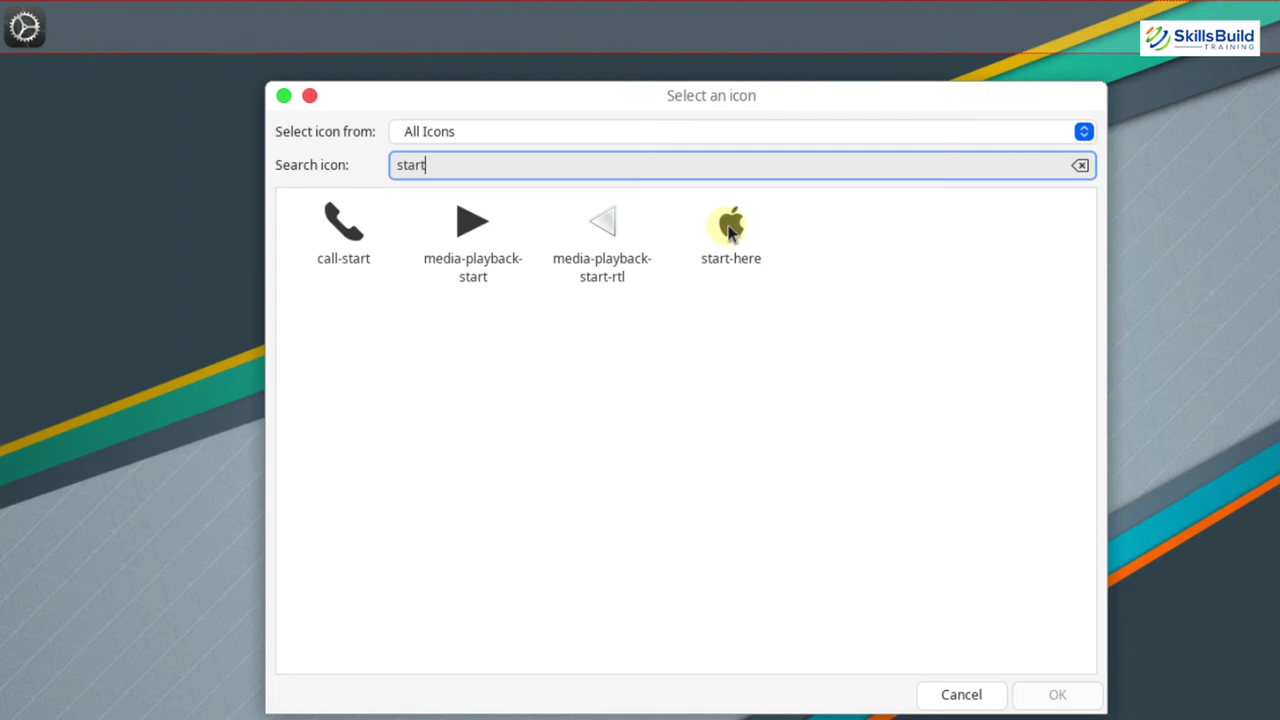 SkillsBuild
TRAINING
Select an icon
Select icon from:
All Icons
Search icon:
start
call-start
media-playback-
start
media-playback-
start-rtl
start-here
Cancel
OK